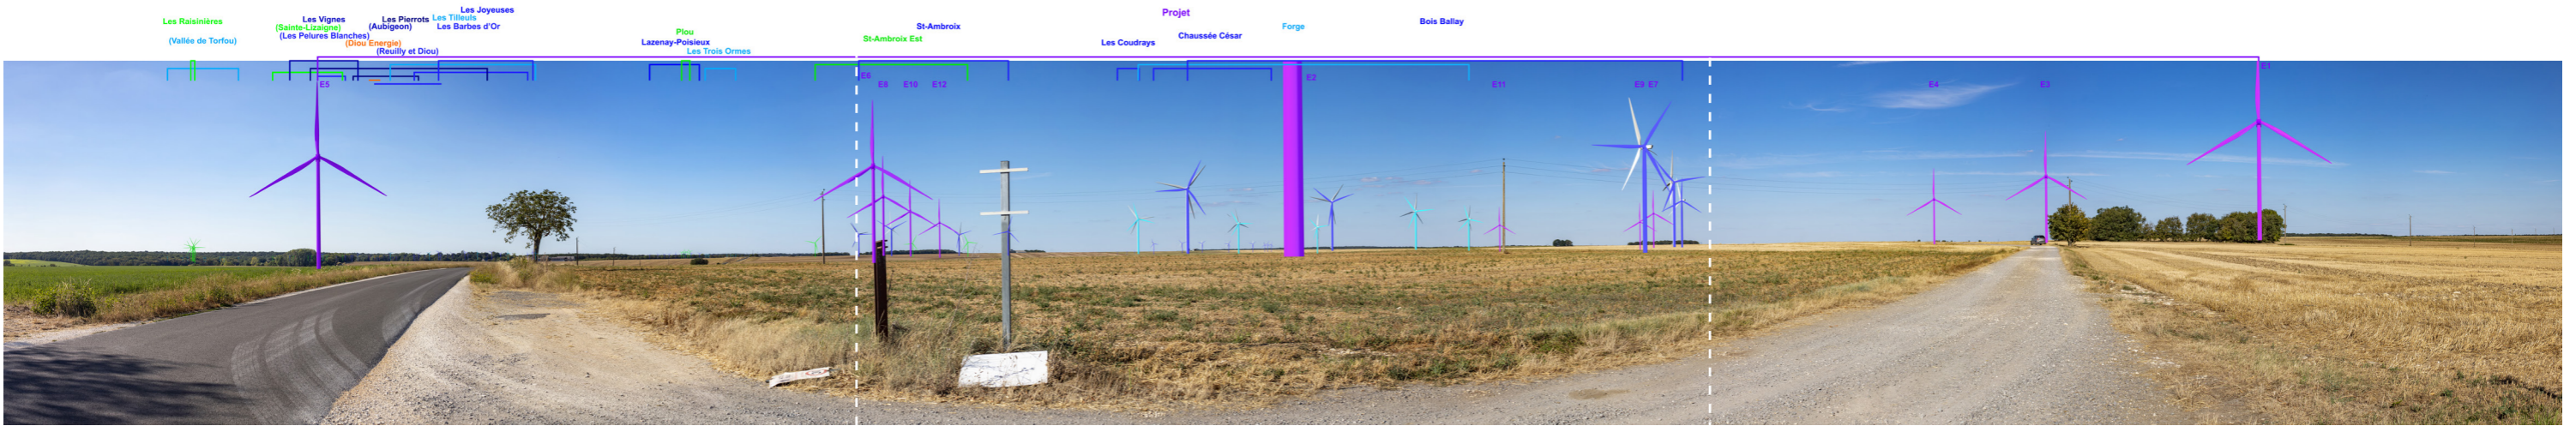 Les Joyeuses
Projet
Les Raisinières
Les Vignes
Les Pierrots
Les Tilleuls
Bois Ballay
(Sainte-Lizaigne)
(Aubigeon)
Les Barbes d'Or
St-Ambroix
Forge
(Vallée de Torfou)
(Les Pelures Blanches)
Plou
St-Ambroix Est
Chaussée César
(Diou Energie)
Lazenay-Poisieux
Les Coudrays
(Reuilly et Diou)
Les Trois Ormes
E1
E6
E2
E5
E8
E10
E12
E11
E9
E7
E4
E3